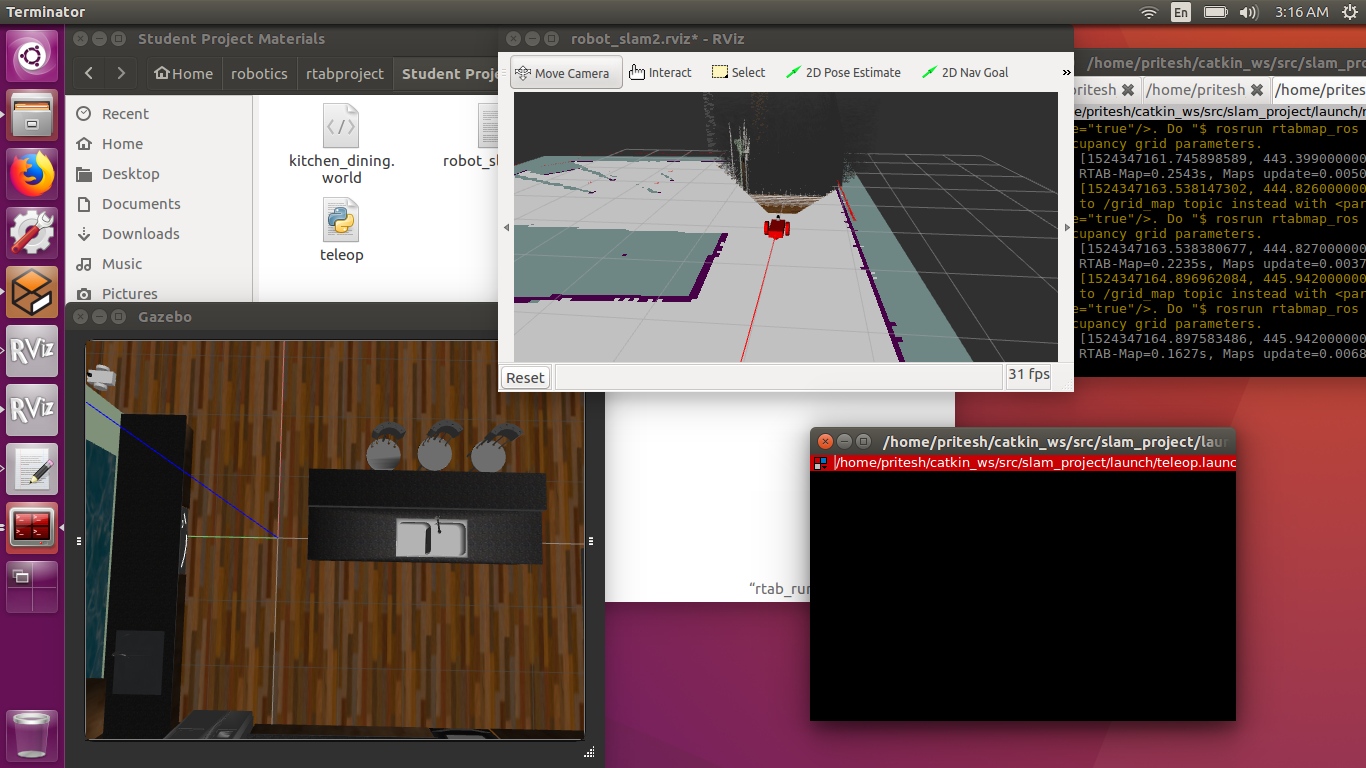 Terminator
En
3:16 AM
Student Project Materials
Home
robotics
rtabproject
Student Proje
Recent
Home
Desktop
Documents
Downloads
Music
Pictures
kitchen_dining.
world
robot_sl
teleop
robot_slam2.rviz* - RViz
Move Camera
Interact
Select
2D Pose Estimate
2D Nav Goal
»
Reset
31 fps
/home/pritesh/catkin_ws/src/slam_pro
pritesh
/home/pritesh
/home/prites
e/pritesh/catkin_ws/src/slam_project/launch/r
e="true"/>. Do "$ rosrun rtabmap_ros
cupancy grid parameters.
[1524347161.745898589, 443.399000000
RTAB-Map=0.2543s, Maps update=0.0050
[1524347163.538147302, 444.826000000
to /grid_map topic instead with <par
e="true"/>. Do "$ rosrun rtabmap_ros
cupancy grid parameters.
[1524347163.538380677, 444.827000000
RTAB-Map=0.2235s, Maps update=0.0037
[1524347164.896962084, 445.942000000
to /grid_map topic instead with <par
e="true"/>. Do "$ rosrun rtabmap_ros
cupancy grid parameters.
[1524347164.897583486, 445.942000000
RTAB-Map=0.1627s, Maps update=0.0068
Gazebo
RViz
RViz
“rtab_ru
/home/pritesh/catkin_ws/src/slam_project/laun
/home/pritesh/catkin_ws/src/slam_project/launch/teleop.launc